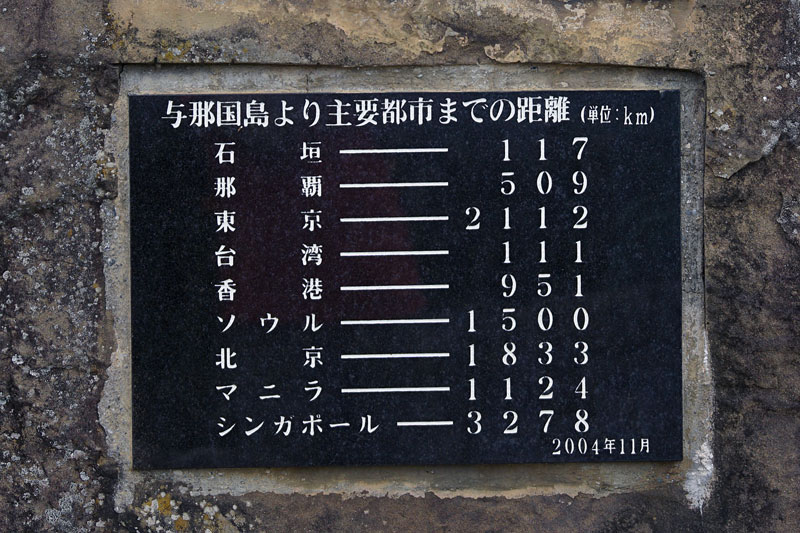 与那国島より主要都市までの距離 (単位:km)
石垣 ——— 117
那覇 ——— 509
東京 ——— 2112
台湾 ——— 111
香港 ——— 951
ソウル ——— 1500
北京 ——— 1833
マニラ ——— 1124
シンガポール — 3278
2004年11月